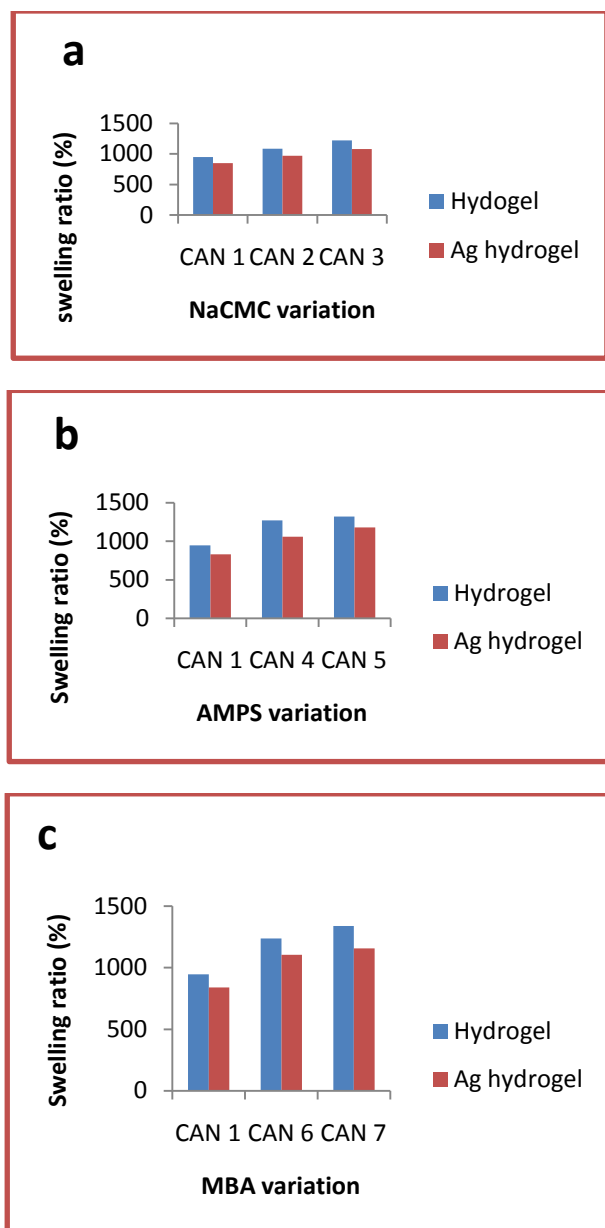 a
swelling ratio (%)
1500
1000
500
0
CAN 1 CAN 2 CAN 3
NaCMC variation
Hydogel
Ag hydrogel
b
Swelling ratio (%)
1500
1000
500
0
CAN 1 CAN 4 CAN 5
AMPS variation
Hydrogel
Ag hydrogel
c
Swelling ratio (%)
1500
1000
500
0
CAN 1 CAN 6 CAN 7
MBA variation
Hydrogel
Ag hydrogel